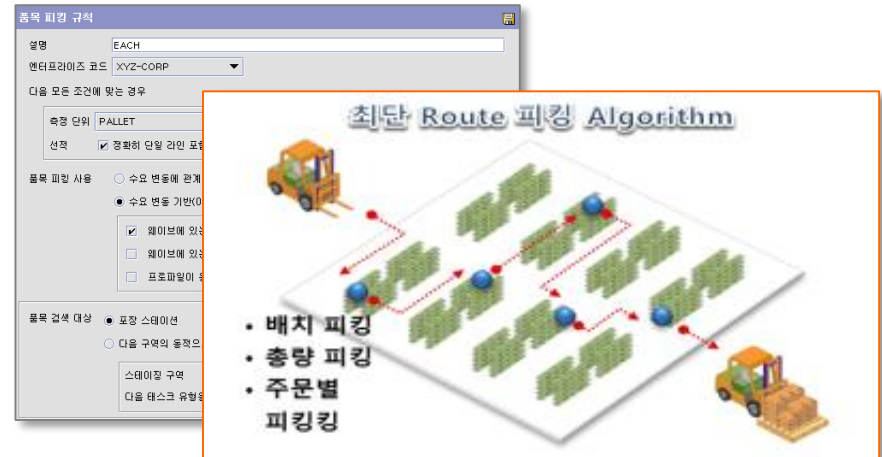 품목 피킹 규칙
설명 EACH
엔터프라이즈 코드 XYZ-CORP
다음 모든 조건에 맞는 경우
측정 단위 PALLET
선적 정확히 단일 라인 포함
품목 피킹 사용 수요 변동에 관계
수요 변동 기반(이
웨이브에 있는
웨이브에 있는
프로파일이
품목 검색 대상 포장 스테이션
다음 구역의 동적으
스테이징 구역
다음 태스크 유형을
최단 Route 피킹 Algorithm
• 배치 피킹
• 총량 피킹
• 주문별
피킹킹